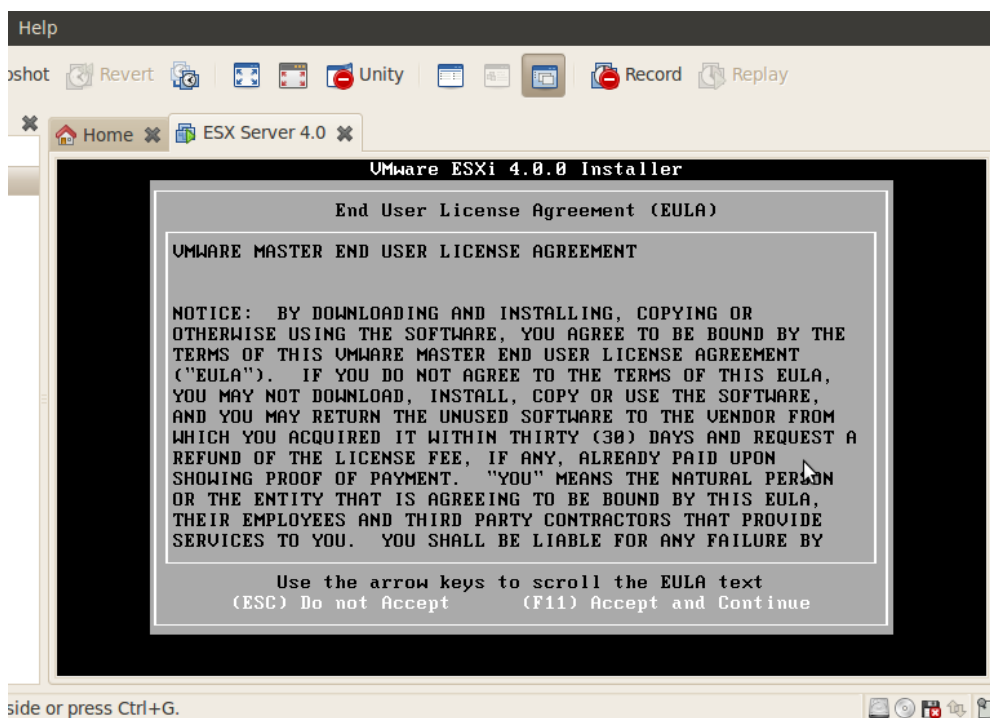 Help
pshot Revert Unity Record Replay
Home ESX Server 4.0
VMware ESXi 4.0.0 Installer
End User License Agreement (EULA)
VMWARE MASTER END USER LICENSE AGREEMENT
NOTICE:  BY DOWNLOADING AND INSTALLING, COPYING OR
OTHERWISE USING THE SOFTWARE, YOU AGREE TO BE BOUND BY THE
TERMS OF THIS VMWARE MASTER END USER LICENSE AGREEMENT
("EULA").  IF YOU DO NOT AGREE TO THE TERMS OF THIS EULA,
YOU MAY NOT DOWNLOAD, INSTALL, COPY OR USE THE SOFTWARE,
AND YOU MAY RETURN THE UNUSED SOFTWARE TO THE VENDOR FROM
WHICH YOU ACQUIRED IT WITHIN THIRTY (30) DAYS AND REQUEST A
REFUND OF THE LICENSE FEE, IF ANY, ALREADY PAID UPON
SHOWING PROOF OF PAYMENT.  "YOU" MEANS THE NATURAL PERSON
OR THE ENTITY THAT IS AGREEING TO BE BOUND BY THIS EULA,
THEIR EMPLOYEES AND THIRD PARTY CONTRACTORS THAT PROVIDE
SERVICES TO YOU.  YOU SHALL BE LIABLE FOR ANY FAILURE BY
Use the arrow keys to scroll the EULA text
(ESC) Do not Accept (F11) Accept and Continue
side or press Ctrl+G.